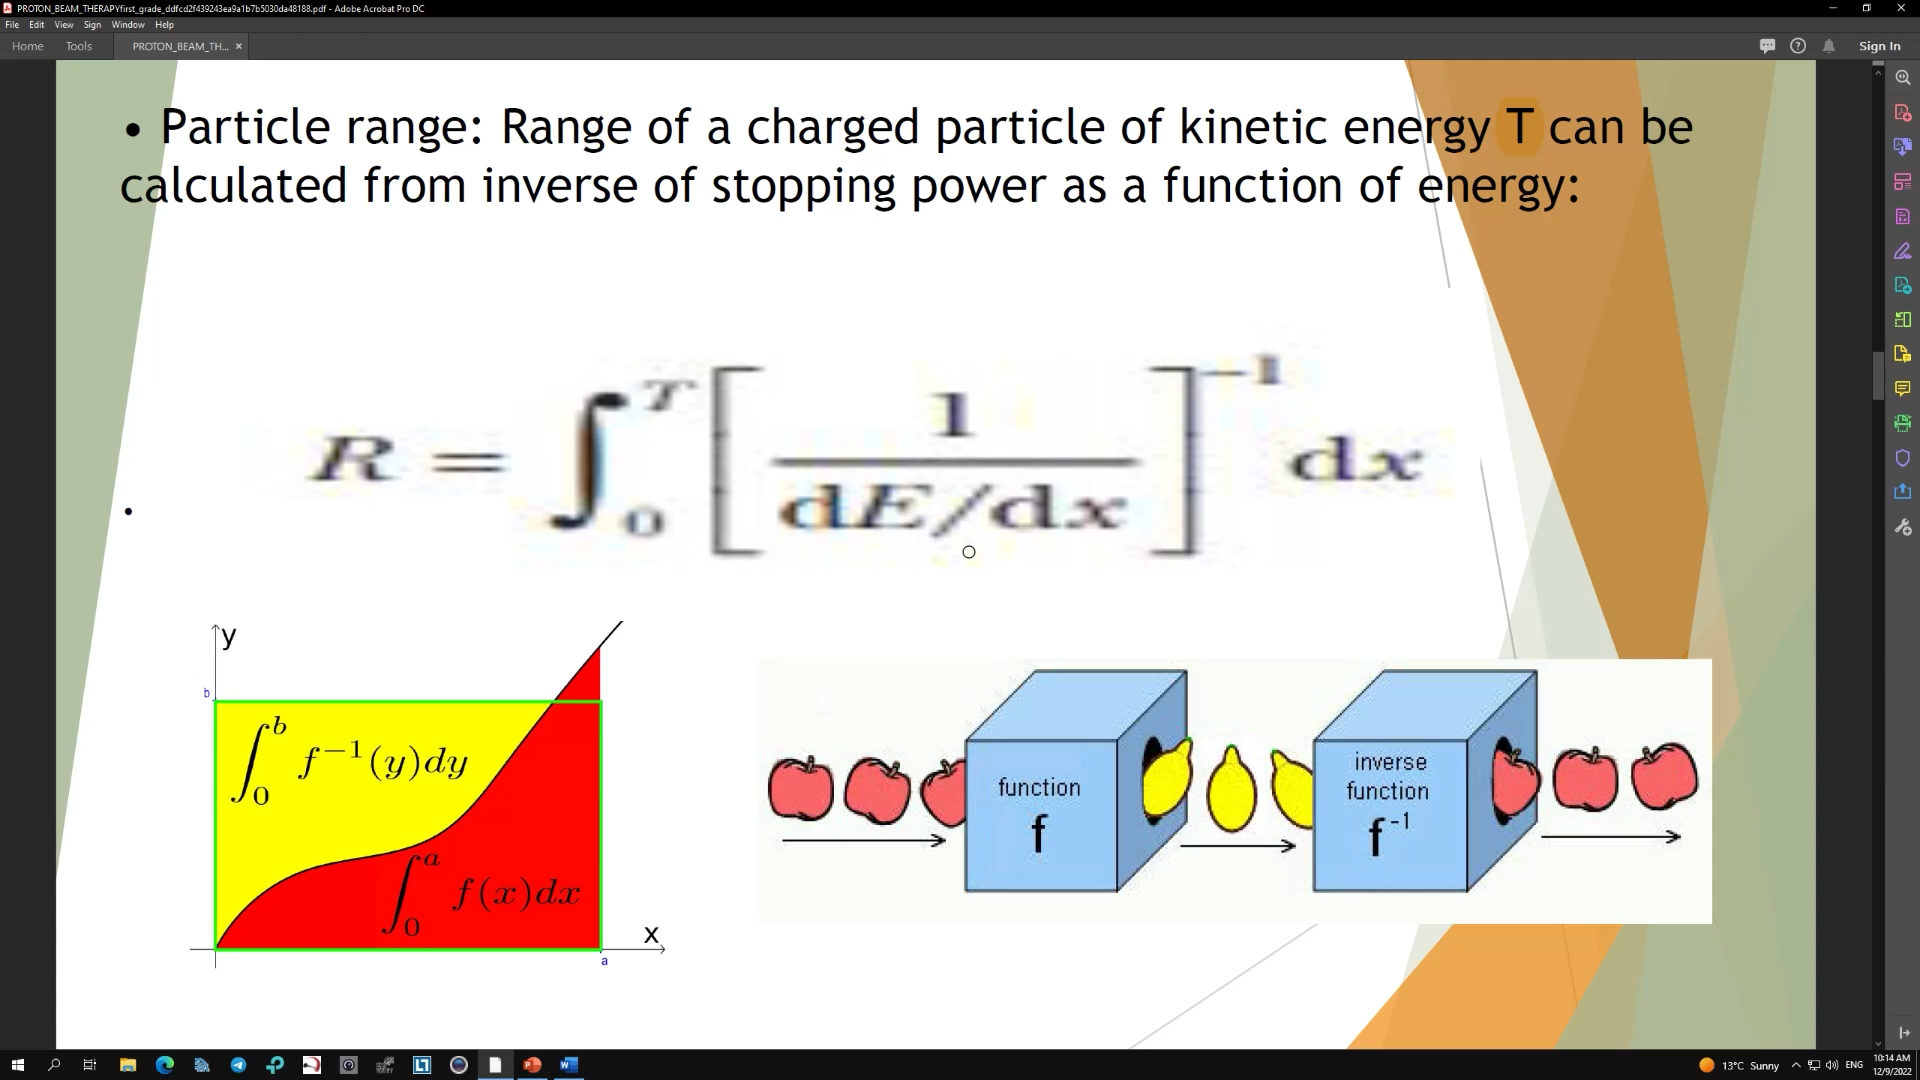 PROTON_BEAM_THERAPYfirst_grade_ddfcd2f439243ea9a1b7b5030da48188.pdf - Adobe Acrobat Pro DC
File Edit View Sign Window Help
Home Tools PROTON_BEAM_TH... × Sign In
• Particle range: Range of a charged particle of kinetic energy T can be
calculated from inverse of stopping power as a function of energy:
R = ∫₀ᵀ [1 / (dE/dx)]⁻¹ dx
•
y
b
∫₀ᵇ f⁻¹(y)dy
∫₀ᵃ f(x)dx
x
a
function
f
inverse
function
f⁻¹
13°C Sunny ENG
10:14 AM
12/9/2022